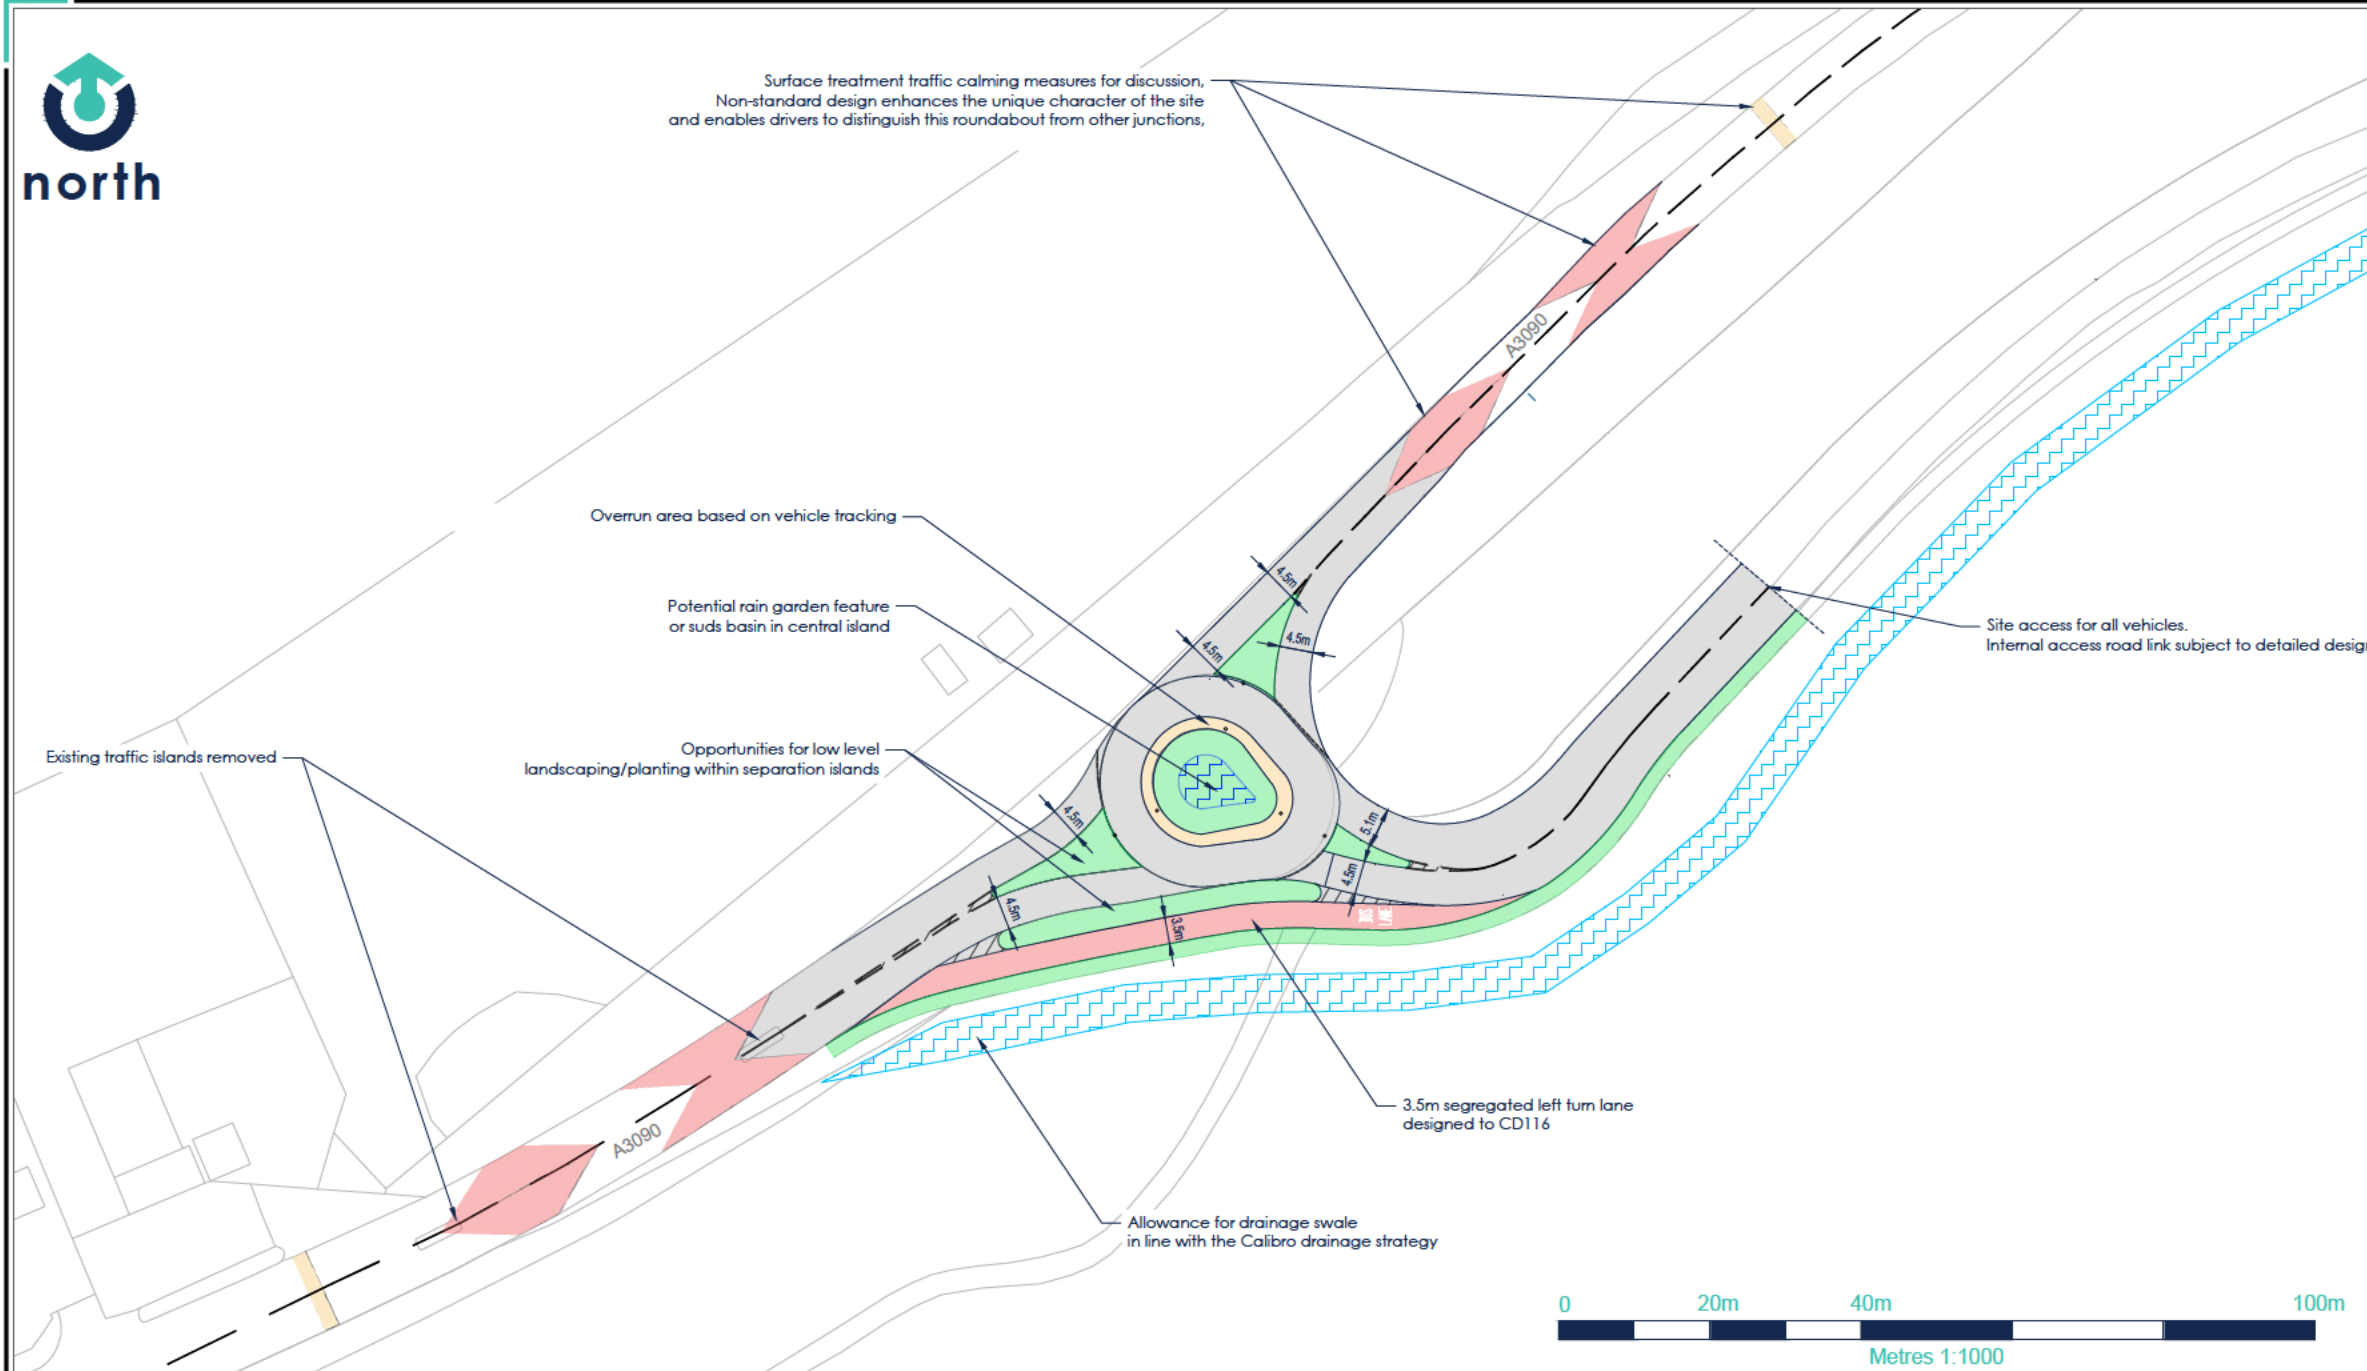 north
Surface treatment traffic calming measures for discussion,
Non-standard design enhances the unique character of the site
and enables drivers to distinguish this roundabout from other junctions,
A3090
Overrun area based on vehicle tracking
4.5m
4.5m
4.5m
Potential rain garden feature
or suds basin in central island
Site access for all vehicles.
Internal access road link subject to detailed desig
Existing traffic islands removed
Opportunities for low level
landscaping/planting within separation islands
4.5m
5.1m
4.5m
4.5m
3.5m
BUS
LANE
3.5m segregated left turn lane
designed to CD116
A3090
Allowance for drainage swale
in line with the Calibro drainage strategy
0 20m 40m 100m
Metres 1:1000